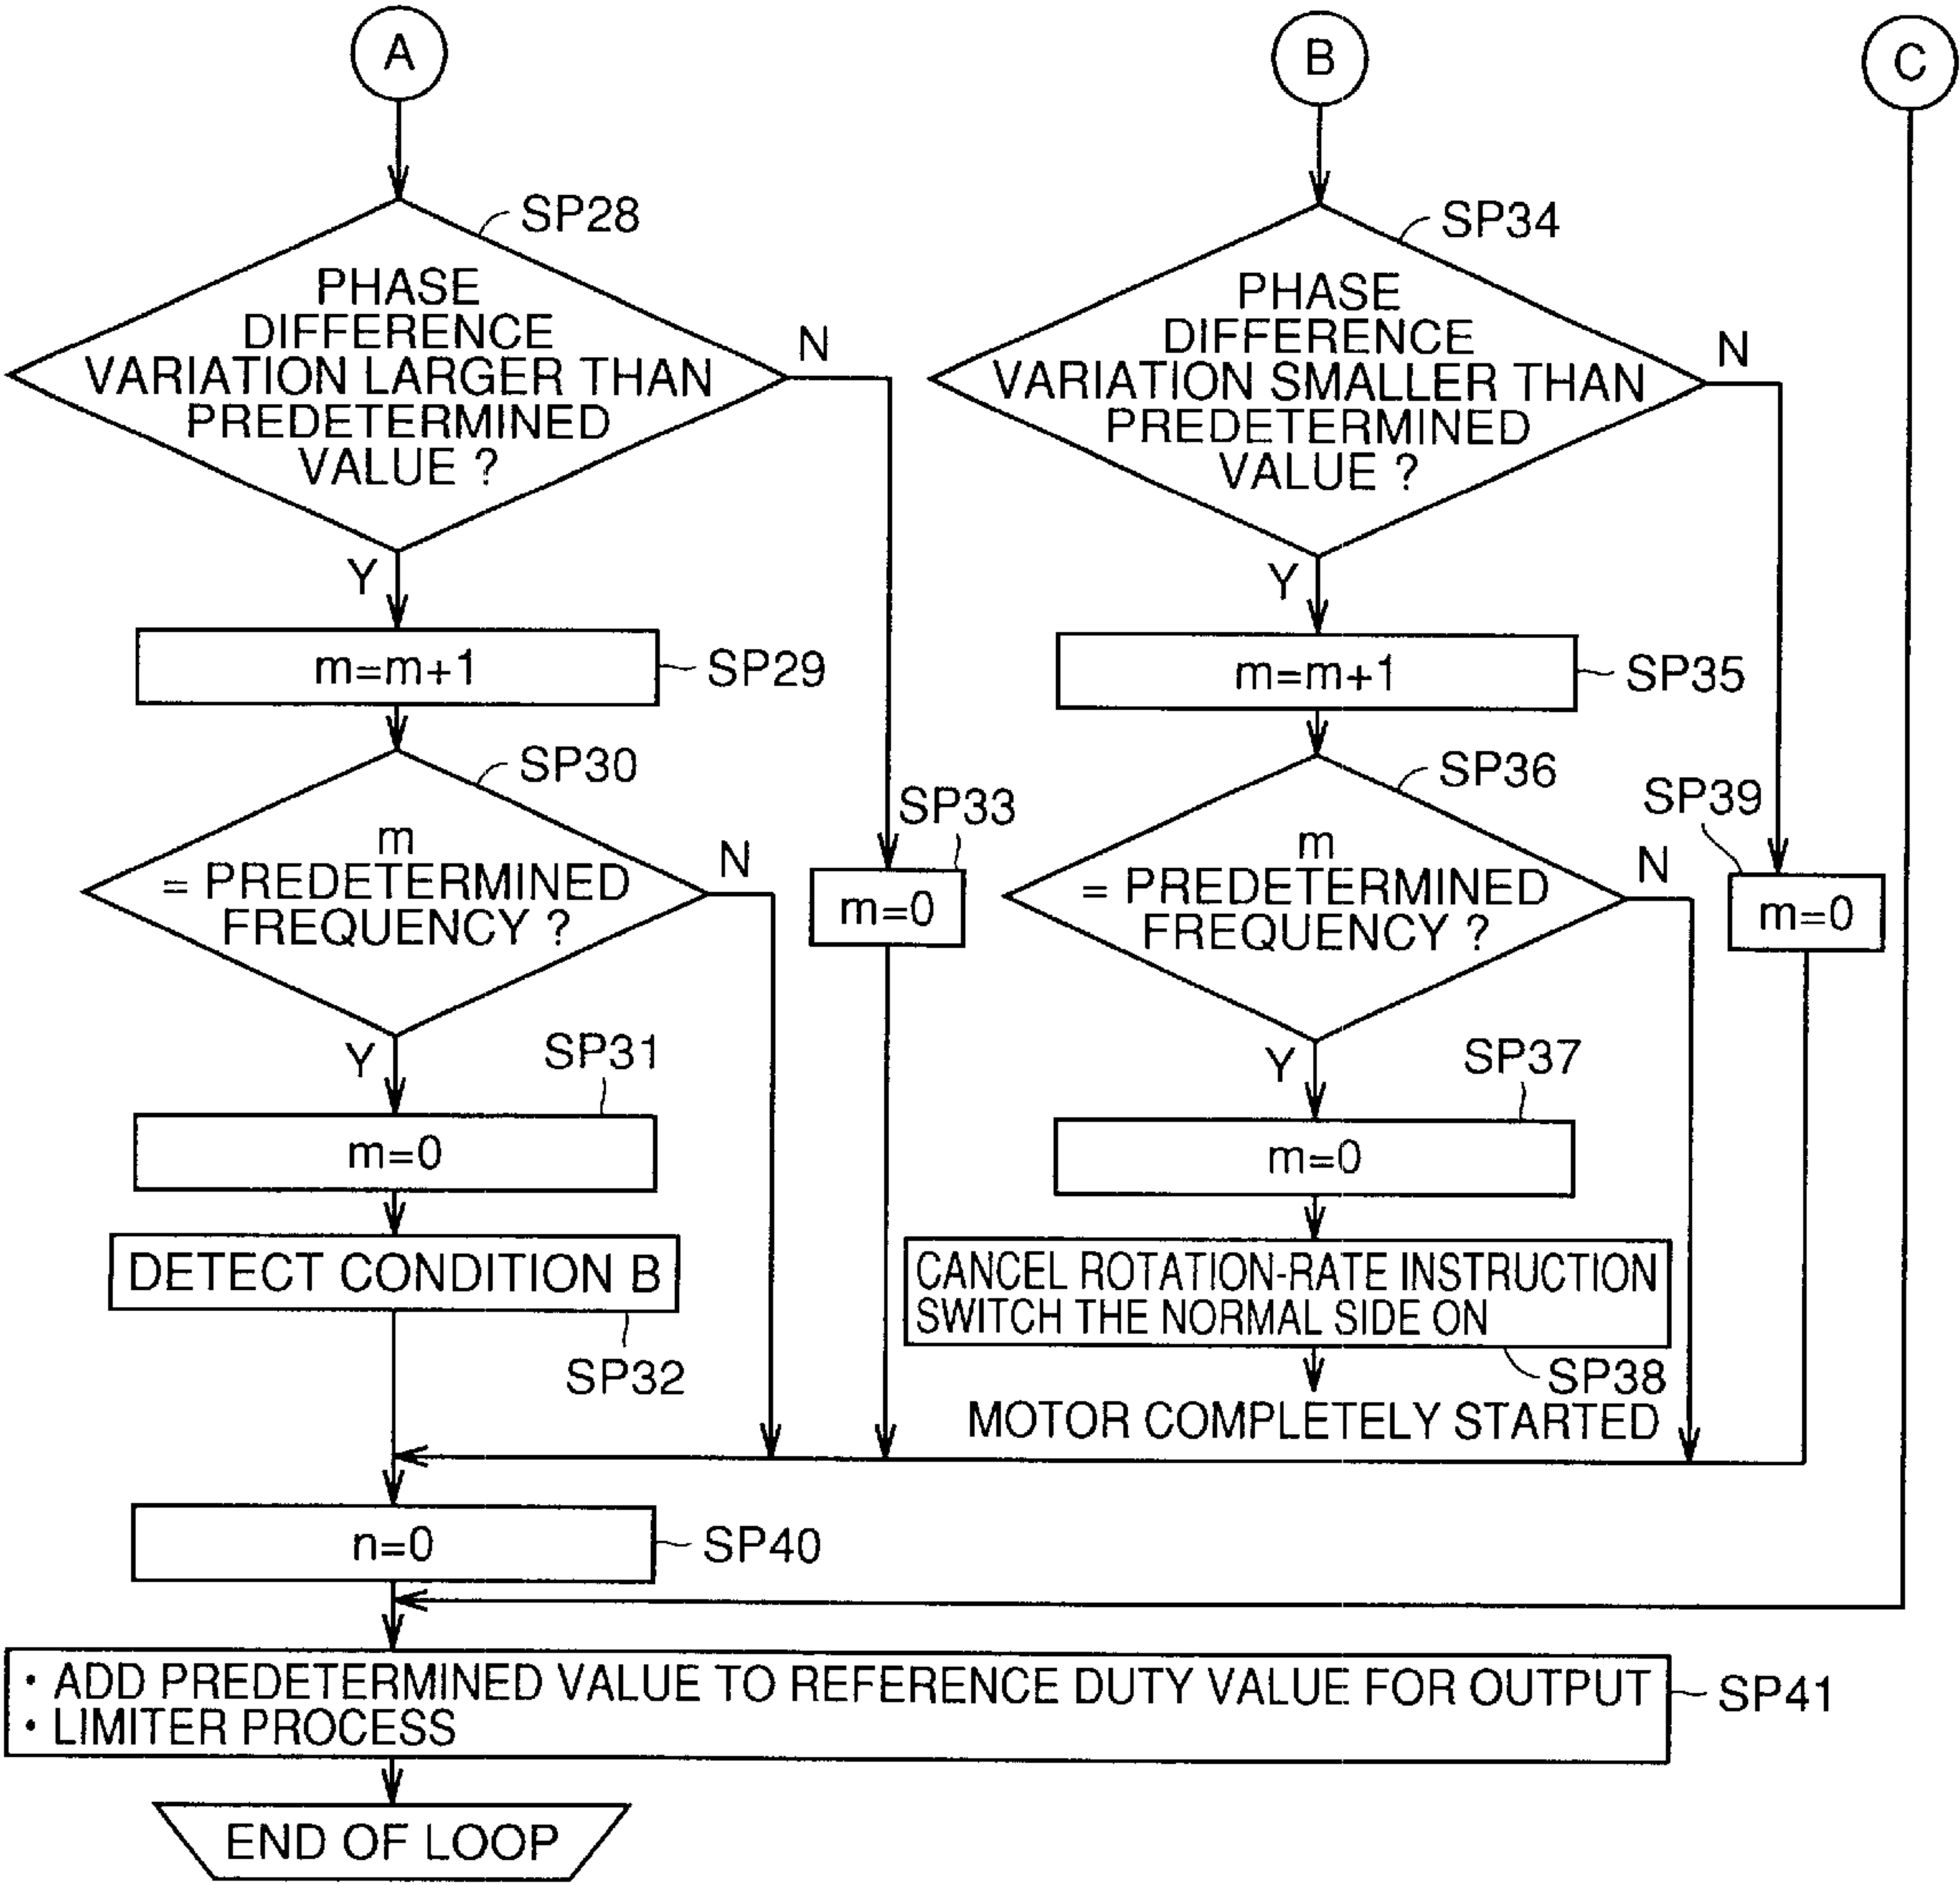 A
B
C
SP28
PHASE
DIFFERENCE
VARIATION LARGER THAN
PREDETERMINED
VALUE ?
N
Y
m=m+1
SP29
SP30
m
= PREDETERMINED
FREQUENCY ?
N
Y
SP33
m=0
SP31
m=0
DETECT CONDITION B
SP32
SP34
PHASE
DIFFERENCE
VARIATION SMALLER THAN
PREDETERMINED
VALUE ?
N
Y
m=m+1
SP35
SP36
m
= PREDETERMINED
FREQUENCY ?
N
Y
SP39
m=0
SP37
m=0
CANCEL ROTATION-RATE INSTRUCTION
SWITCH THE NORMAL SIDE ON
SP38
MOTOR COMPLETELY STARTED
n=0
SP40
· ADD PREDETERMINED VALUE TO REFERENCE DUTY VALUE FOR OUTPUT
· LIMITER PROCESS
SP41
END OF LOOP